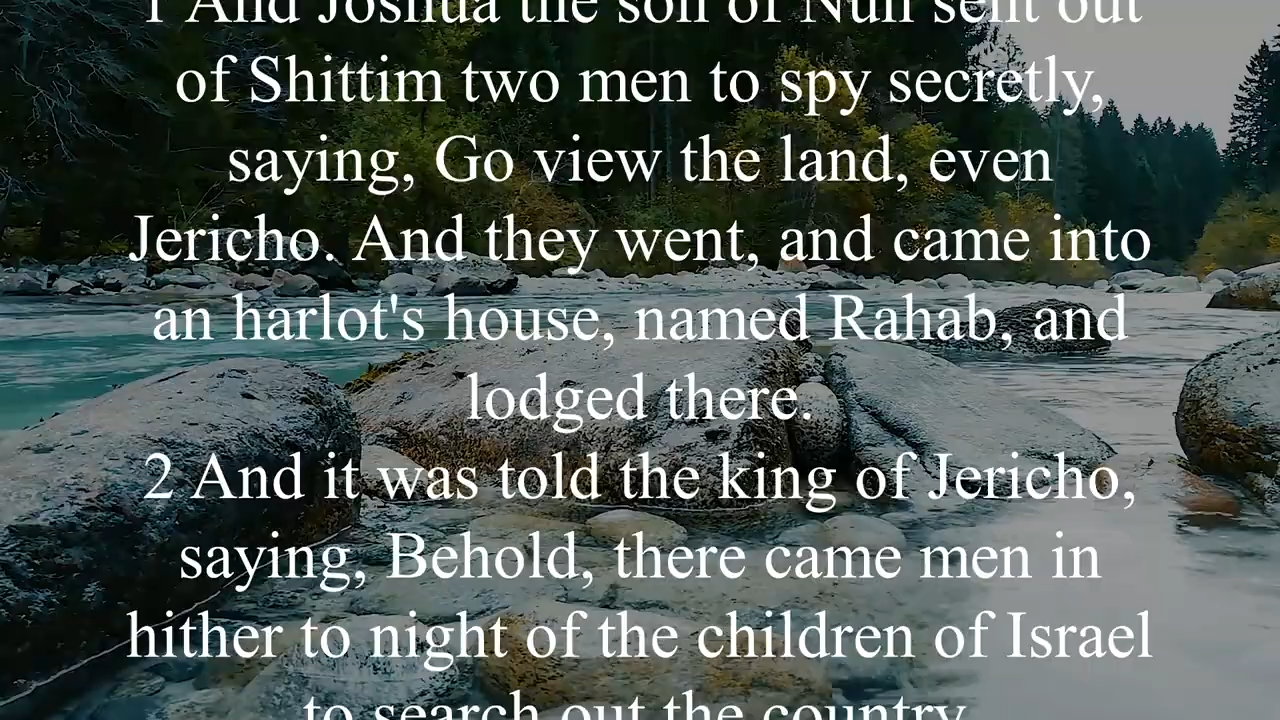 1 And Joshua the son of Nun sent out
of Shittim two men to spy secretly,
saying, Go view the land, even
Jericho. And they went, and came into
an harlot's house, named Rahab, and
lodged there.
2 And it was told the king of Jericho,
saying, Behold, there came men in
hither to night of the children of Israel
to search out the country.